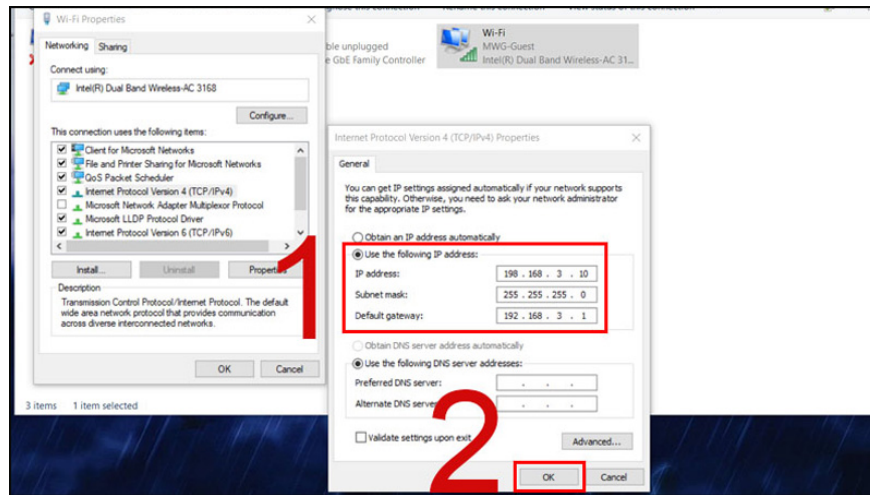 Wi-Fi Properties
Networking Sharing
Connect using:
Intel(R) Dual Band Wireless-AC 3168
Configure...
This connection uses the following items:
Client for Microsoft Networks
File and Printer Sharing for Microsoft Networks
QoS Packet Scheduler
Internet Protocol Version 4 (TCP/IPv4)
Microsoft Network Adapter Multiplexor Protocol
Microsoft LLDP Protocol Driver
Internet Protocol Version 6 (TCP/IPv6)
Install... Uninstall Properties
Description
Transmission Control Protocol/Internet Protocol. The default
wide area network protocol that provides communication
across diverse interconnected networks.
OK Cancel
1
3 items 1 item selected
this connection
view status of this connection
ble unplugged
e GbE Family Controller
Wi-Fi
MWG-Guest
Intel(R) Dual Band Wireless-AC 31...
Internet Protocol Version 4 (TCP/IPv4) Properties
General
You can get IP settings assigned automatically if your network supports
this capability. Otherwise, you need to ask your network administrator
for the appropriate IP settings.
Obtain an IP address automatically
Use the following IP address:
IP address: 198 . 168 . 3 . 10
Subnet mask: 255 . 255 . 255 . 0
Default gateway: 192 . 168 . 3 . 1
Obtain DNS server address automatically
Use the following DNS server addresses:
Preferred DNS server: . . .
Alternate DNS serve . . .
Validate settings upon exit
Advanced...
2
OK Cancel